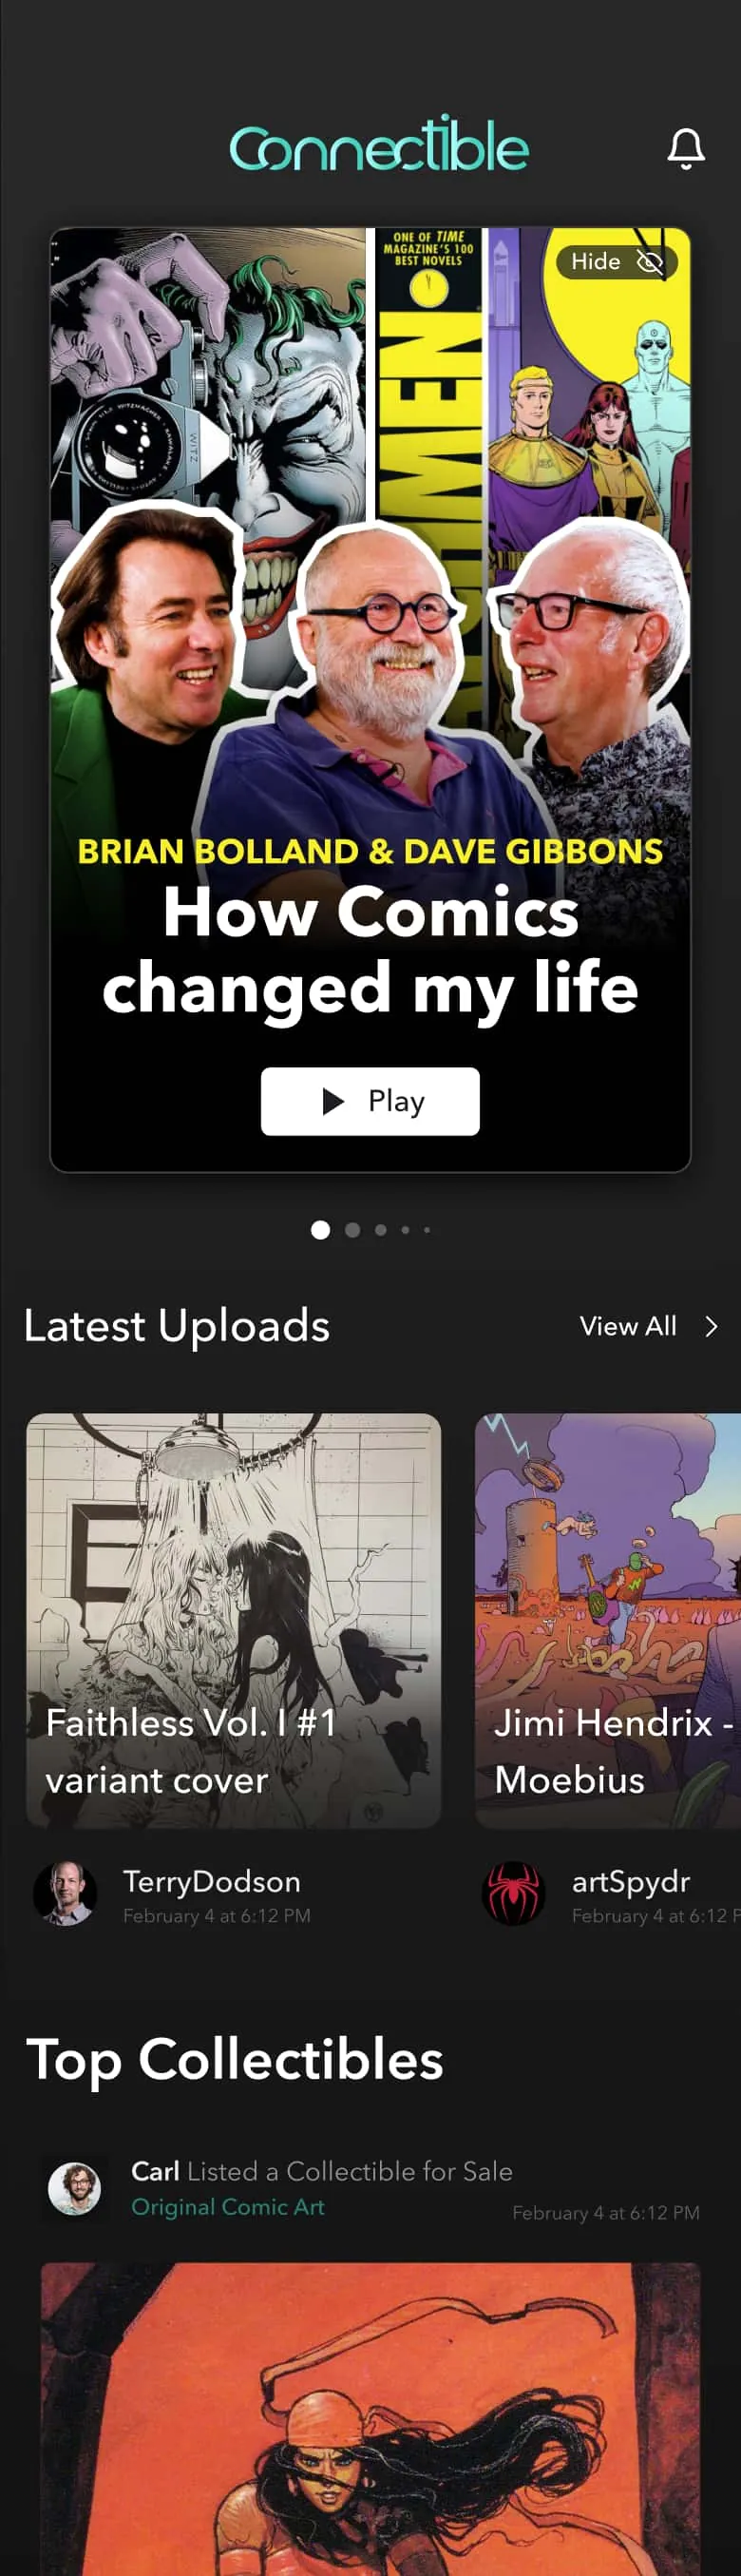 Connectible
ONE OF TIME
MAGAZINE'S 100
BEST NOVELS
Hide
WITZ
BRIAN BOLLAND & DAVE GIBBONS
How Comics
changed my life
Play
Latest Uploads
View All
Faithless Vol. I #1
variant cover
Jimi Hendrix -
Moebius
TerryDodson
February 4 at 6:12 PM
artSpydr
February 4 at 6:12 P
Top Collectibles
Carl Listed a Collectible for Sale
Original Comic Art
February 4 at 6:12 PM